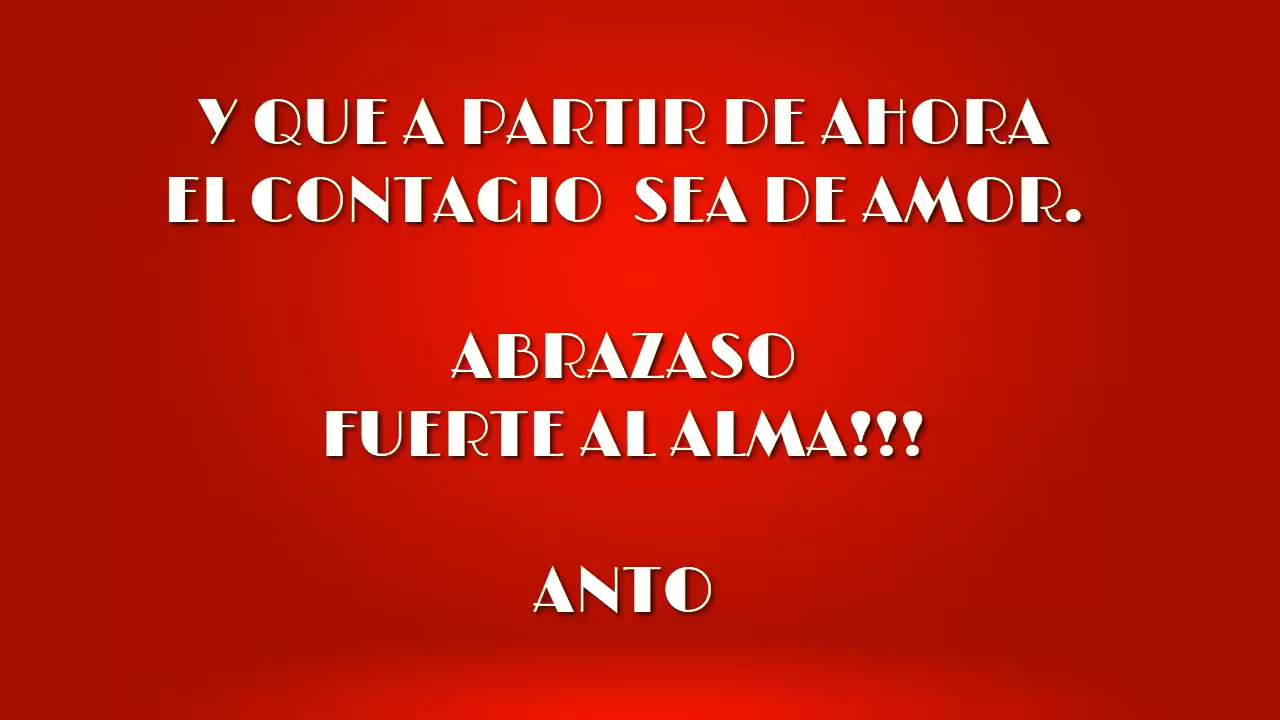 Y QUE A PARTIR DE AHORA
EL CONTAGIO SEA DE AMOR.
ABRAZASO
FUERTE AL ALMA!!!
ANTO